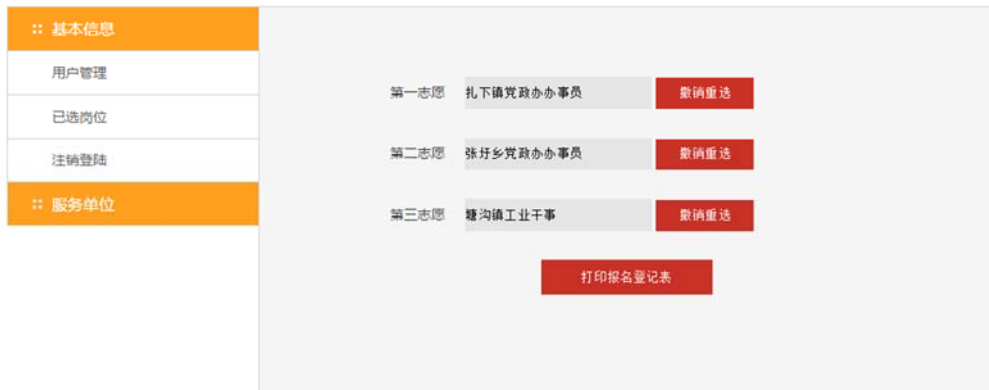 基本信息
用户管理
已选岗位
注销登陆
服务单位
第一志愿 扎下镇党政办办事员 撤销重选
第二志愿 张圩乡党政办办事员 撤销重选
第三志愿 塘沟镇工业干事 撤销重选
打印报名登记表